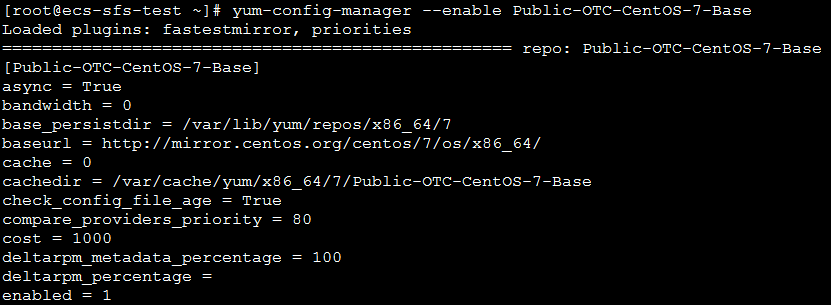 [root@ecs-sfs-test ~]# yum-config-manager --enable Public-OTC-CentOS-7-Base
Loaded plugins: fastestmirror, priorities
=================================================== repo: Public-OTC-CentOS-7-Base
[Public-OTC-CentOS-7-Base]
async = True
bandwidth = 0
base_persistdir = /var/lib/yum/repos/x86_64/7
baseurl = http://mirror.centos.org/centos/7/os/x86_64/
cache = 0
cachedir = /var/cache/yum/x86_64/7/Public-OTC-CentOS-7-Base
check_config_file_age = True
compare_providers_priority = 80
cost = 1000
deltarpm_metadata_percentage = 100
deltarpm_percentage =
enabled = 1